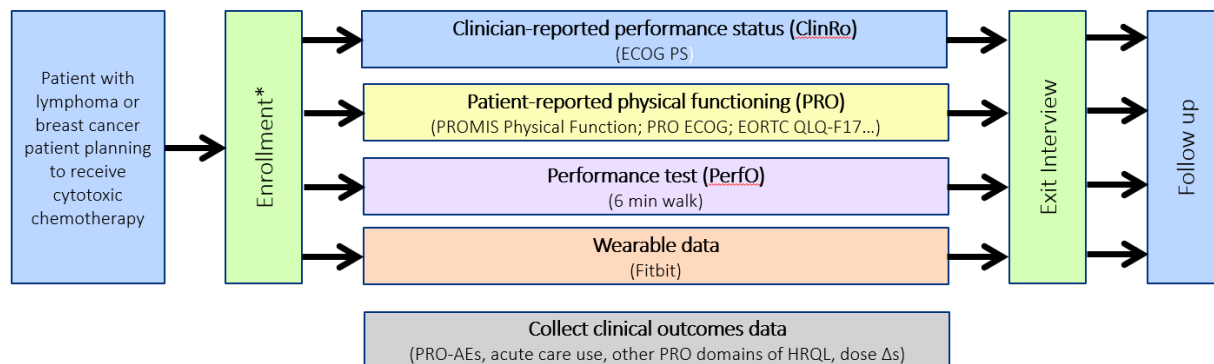 Patient with
lymphoma or
breast cancer
patient planning
to receive
cytotoxic
chemotherapy
Enrollment*
Clinician-reported performance status (ClinRo)
(ECOG PS)
Patient-reported physical functioning (PRO)
(PROMIS Physical Function; PRO ECOG; EORTC QLQ-F17...)
Performance test (PerfO)
(6 min walk)
Wearable data
(Fitbit)
Collect clinical outcomes data
(PRO-AEs, acute care use, other PRO domains of HRQL, dose Δs)
Exit Interview
Follow up